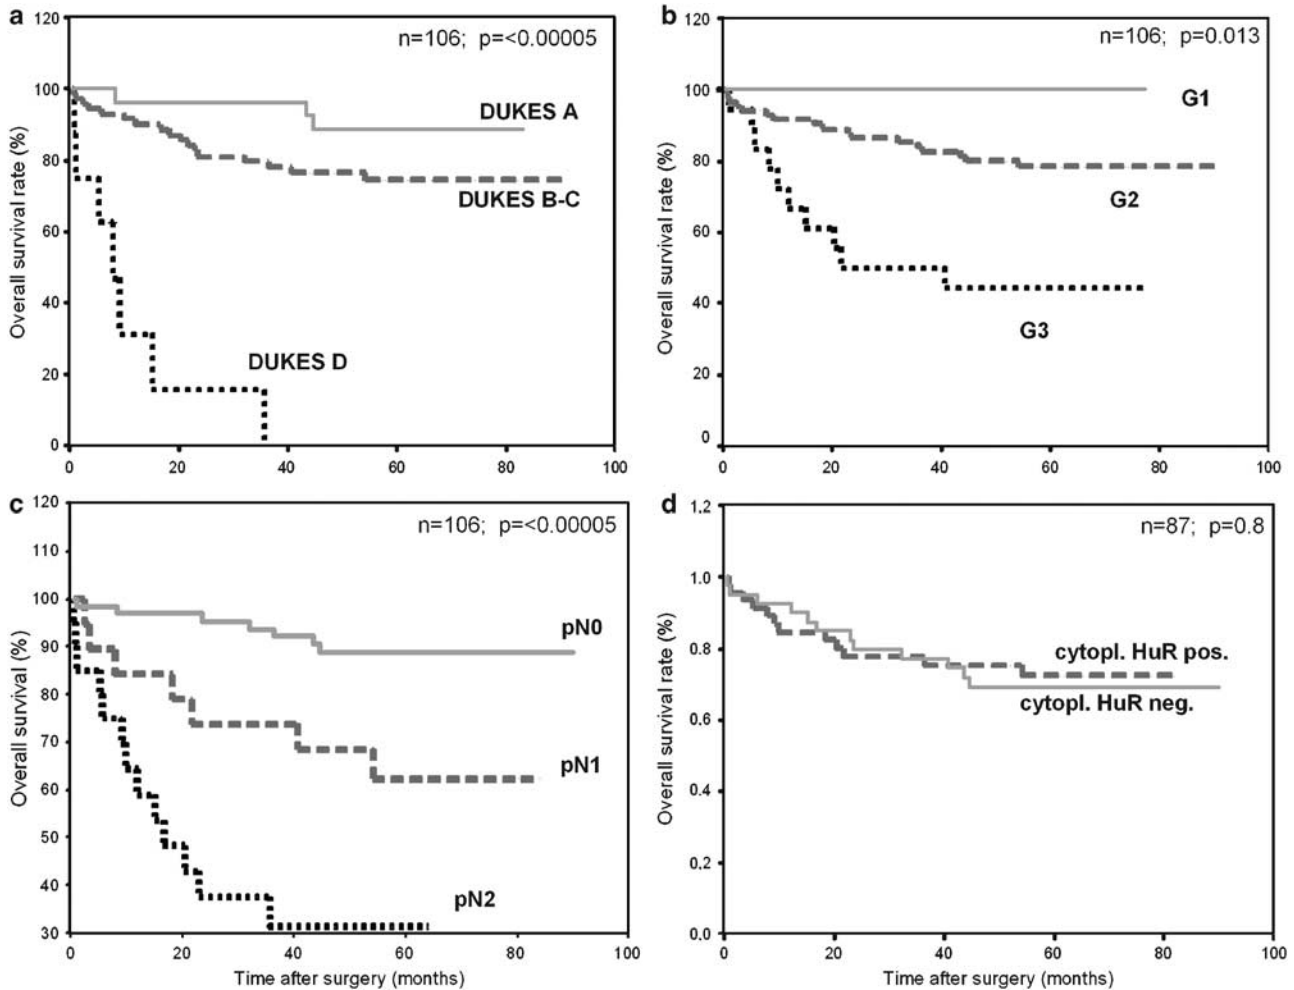 a
120
100
80
60
40
20
0
0 20 40 60 80 100
Overall survival rate (%)
n=106; p=<0.00005
DUKES A
DUKES B-C
DUKES D
b
120
100
80
60
40
20
0
0 20 40 60 80 100
Overall survival rate (%)
n=106; p=0.013
G1
G2
G3
c
120
110
100
90
80
70
60
50
40
30
0 20 40 60 80 100
Overall survival (%)
n=106; p=<0.00005
pN0
pN1
pN2
Time after surgery (months)
d
1.2
1.0
0.8
0.6
0.4
0.2
0.0
0 20 40 60 80 100
Overall survival rate (%)
n=87; p=0.8
cytopl. HuR pos.
cytopl. HuR neg.
Time after surgery (months)